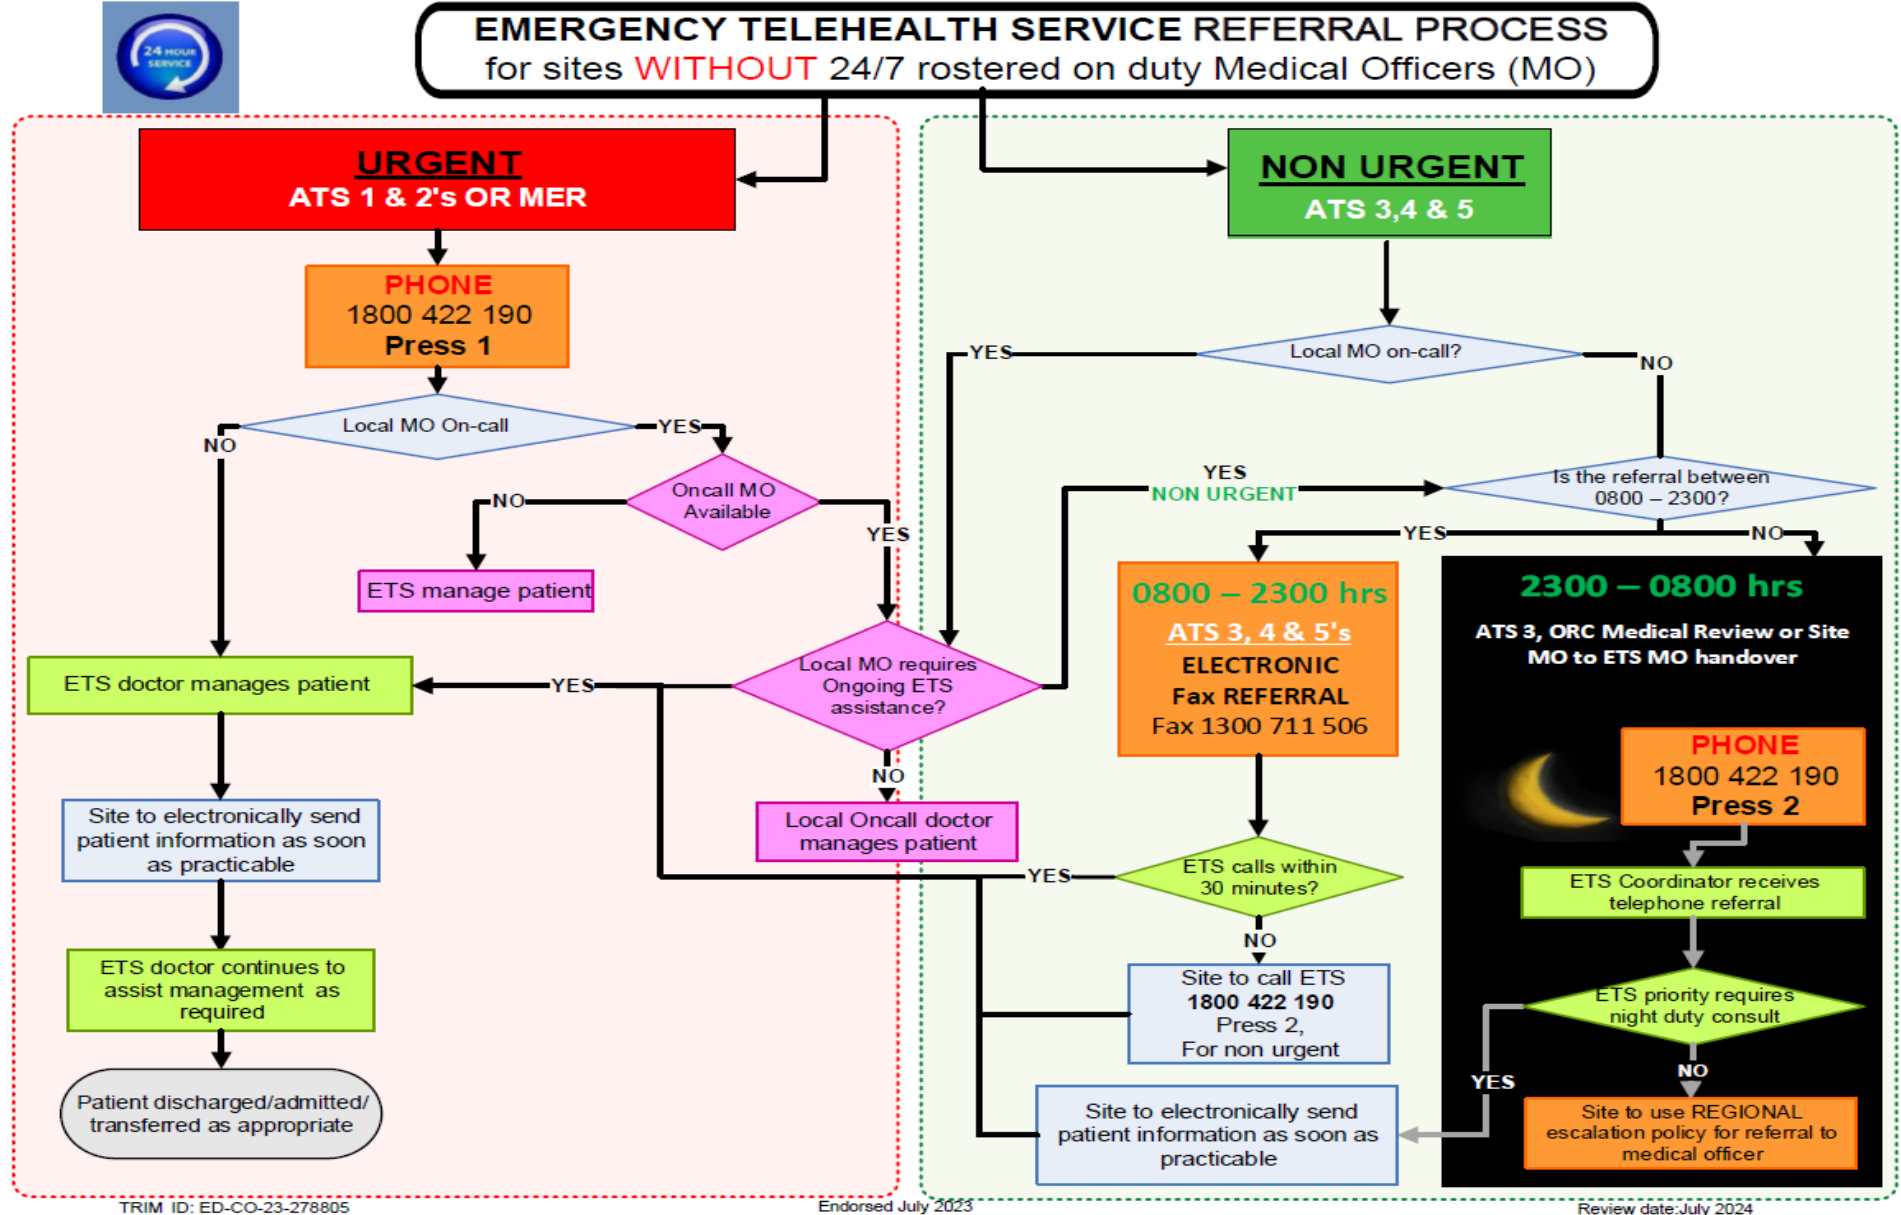 24 HOUR
SERVICE
EMERGENCY TELEHEALTH SERVICE REFERRAL PROCESS
for sites WITHOUT 24/7 rostered on duty Medical Officers (MO)
URGENT
ATS 1 & 2's OR MER
PHONE
1800 422 190
Press 1
Local MO On-call
NO
YES
Oncall MO
Available
NO
YES
ETS manage patient
ETS doctor manages patient
YES
Local MO requires
Ongoing ETS
assistance?
NO
Local Oncall doctor
manages patient
Site to electronically send
patient information as soon
as practicable
ETS doctor continues to
assist management as
required
Patient discharged/admitted/
transferred as appropriate
NON URGENT
ATS 3,4 & 5
Local MO on-call?
YES
NO
YES
NON URGENT
Is the referral between
0800 – 2300?
YES
NO
0800 – 2300 hrs
ATS 3, 4 & 5's
ELECTRONIC
Fax REFERRAL
Fax 1300 711 506
ETS calls within
30 minutes?
YES
NO
Site to call ETS
1800 422 190
Press 2,
For non urgent
Site to electronically send
patient information as soon as
practicable
2300 – 0800 hrs
ATS 3, ORC Medical Review or Site
MO to ETS MO handover
PHONE
1800 422 190
Press 2
ETS Coordinator receives
telephone referral
ETS priority requires
night duty consult
YES
NO
Site to use REGIONAL
escalation policy for referral to
medical officer
TRIM ID: ED-CO-23-278805
Endorsed July 2023
Review date:July 2024